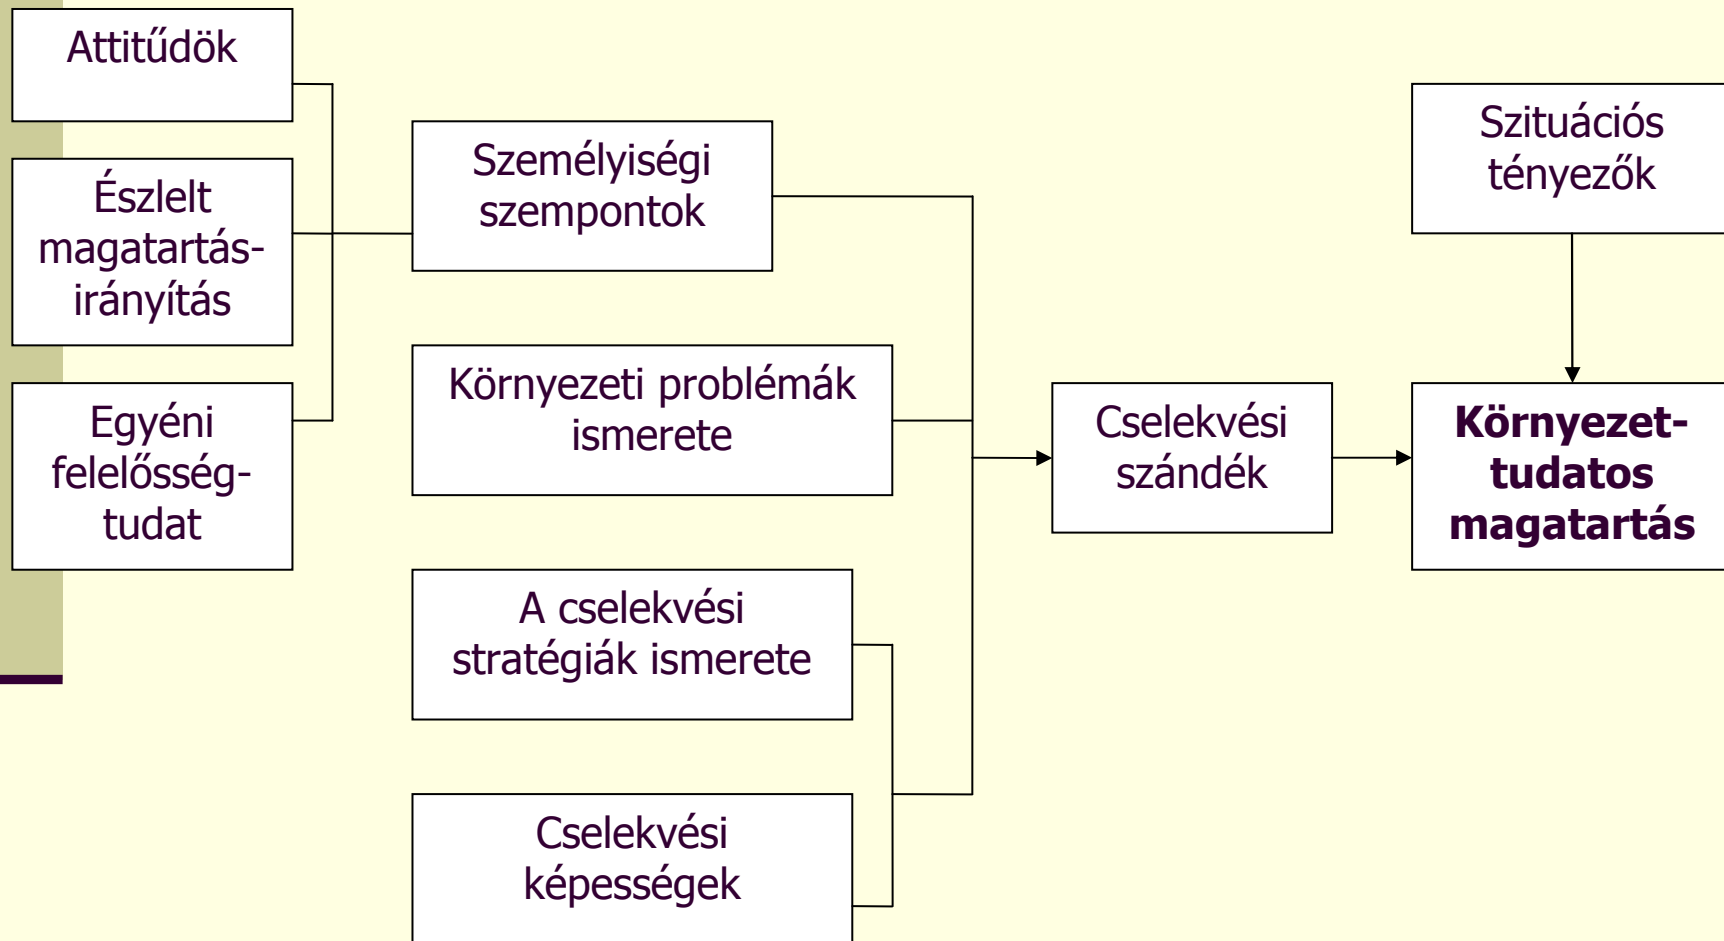 Attitűdök
Észlelt
magatartás-
irányítás
Egyéni
felelősség-
tudat
Személyiségi
szempontok
Környezeti problémák
ismerete
A cselekvési
stratégiák ismerete
Cselekvési
képességek
Cselekvési
szándék
Szituációs
tényezők
Környezet-
tudatos
magatartás